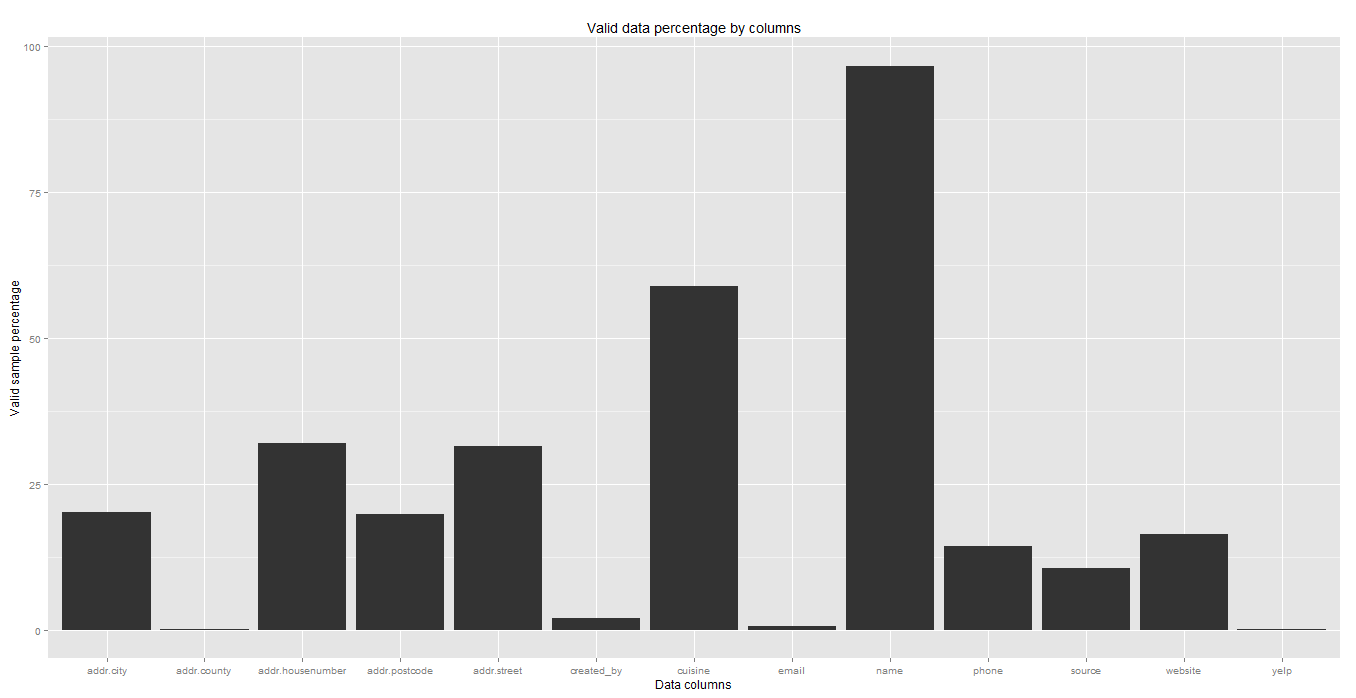 Valid data percentage by columns
Valid sample percentage
100
75
50
25
0
addr.city addr.county addr.housenumber addr.postcode addr.street created_by cuisine email name phone source website yelp
Data columns